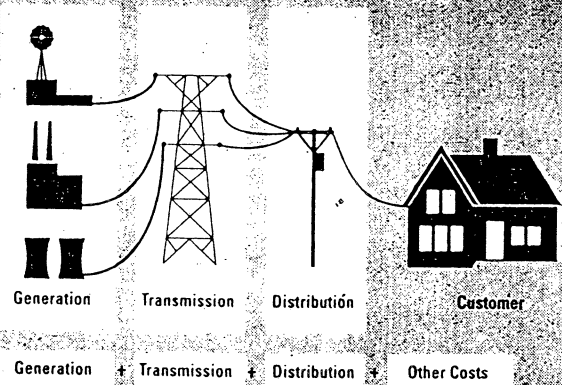 Generation Transmission Distribution Customer
Generation + Transmission + Distribution + Other Costs